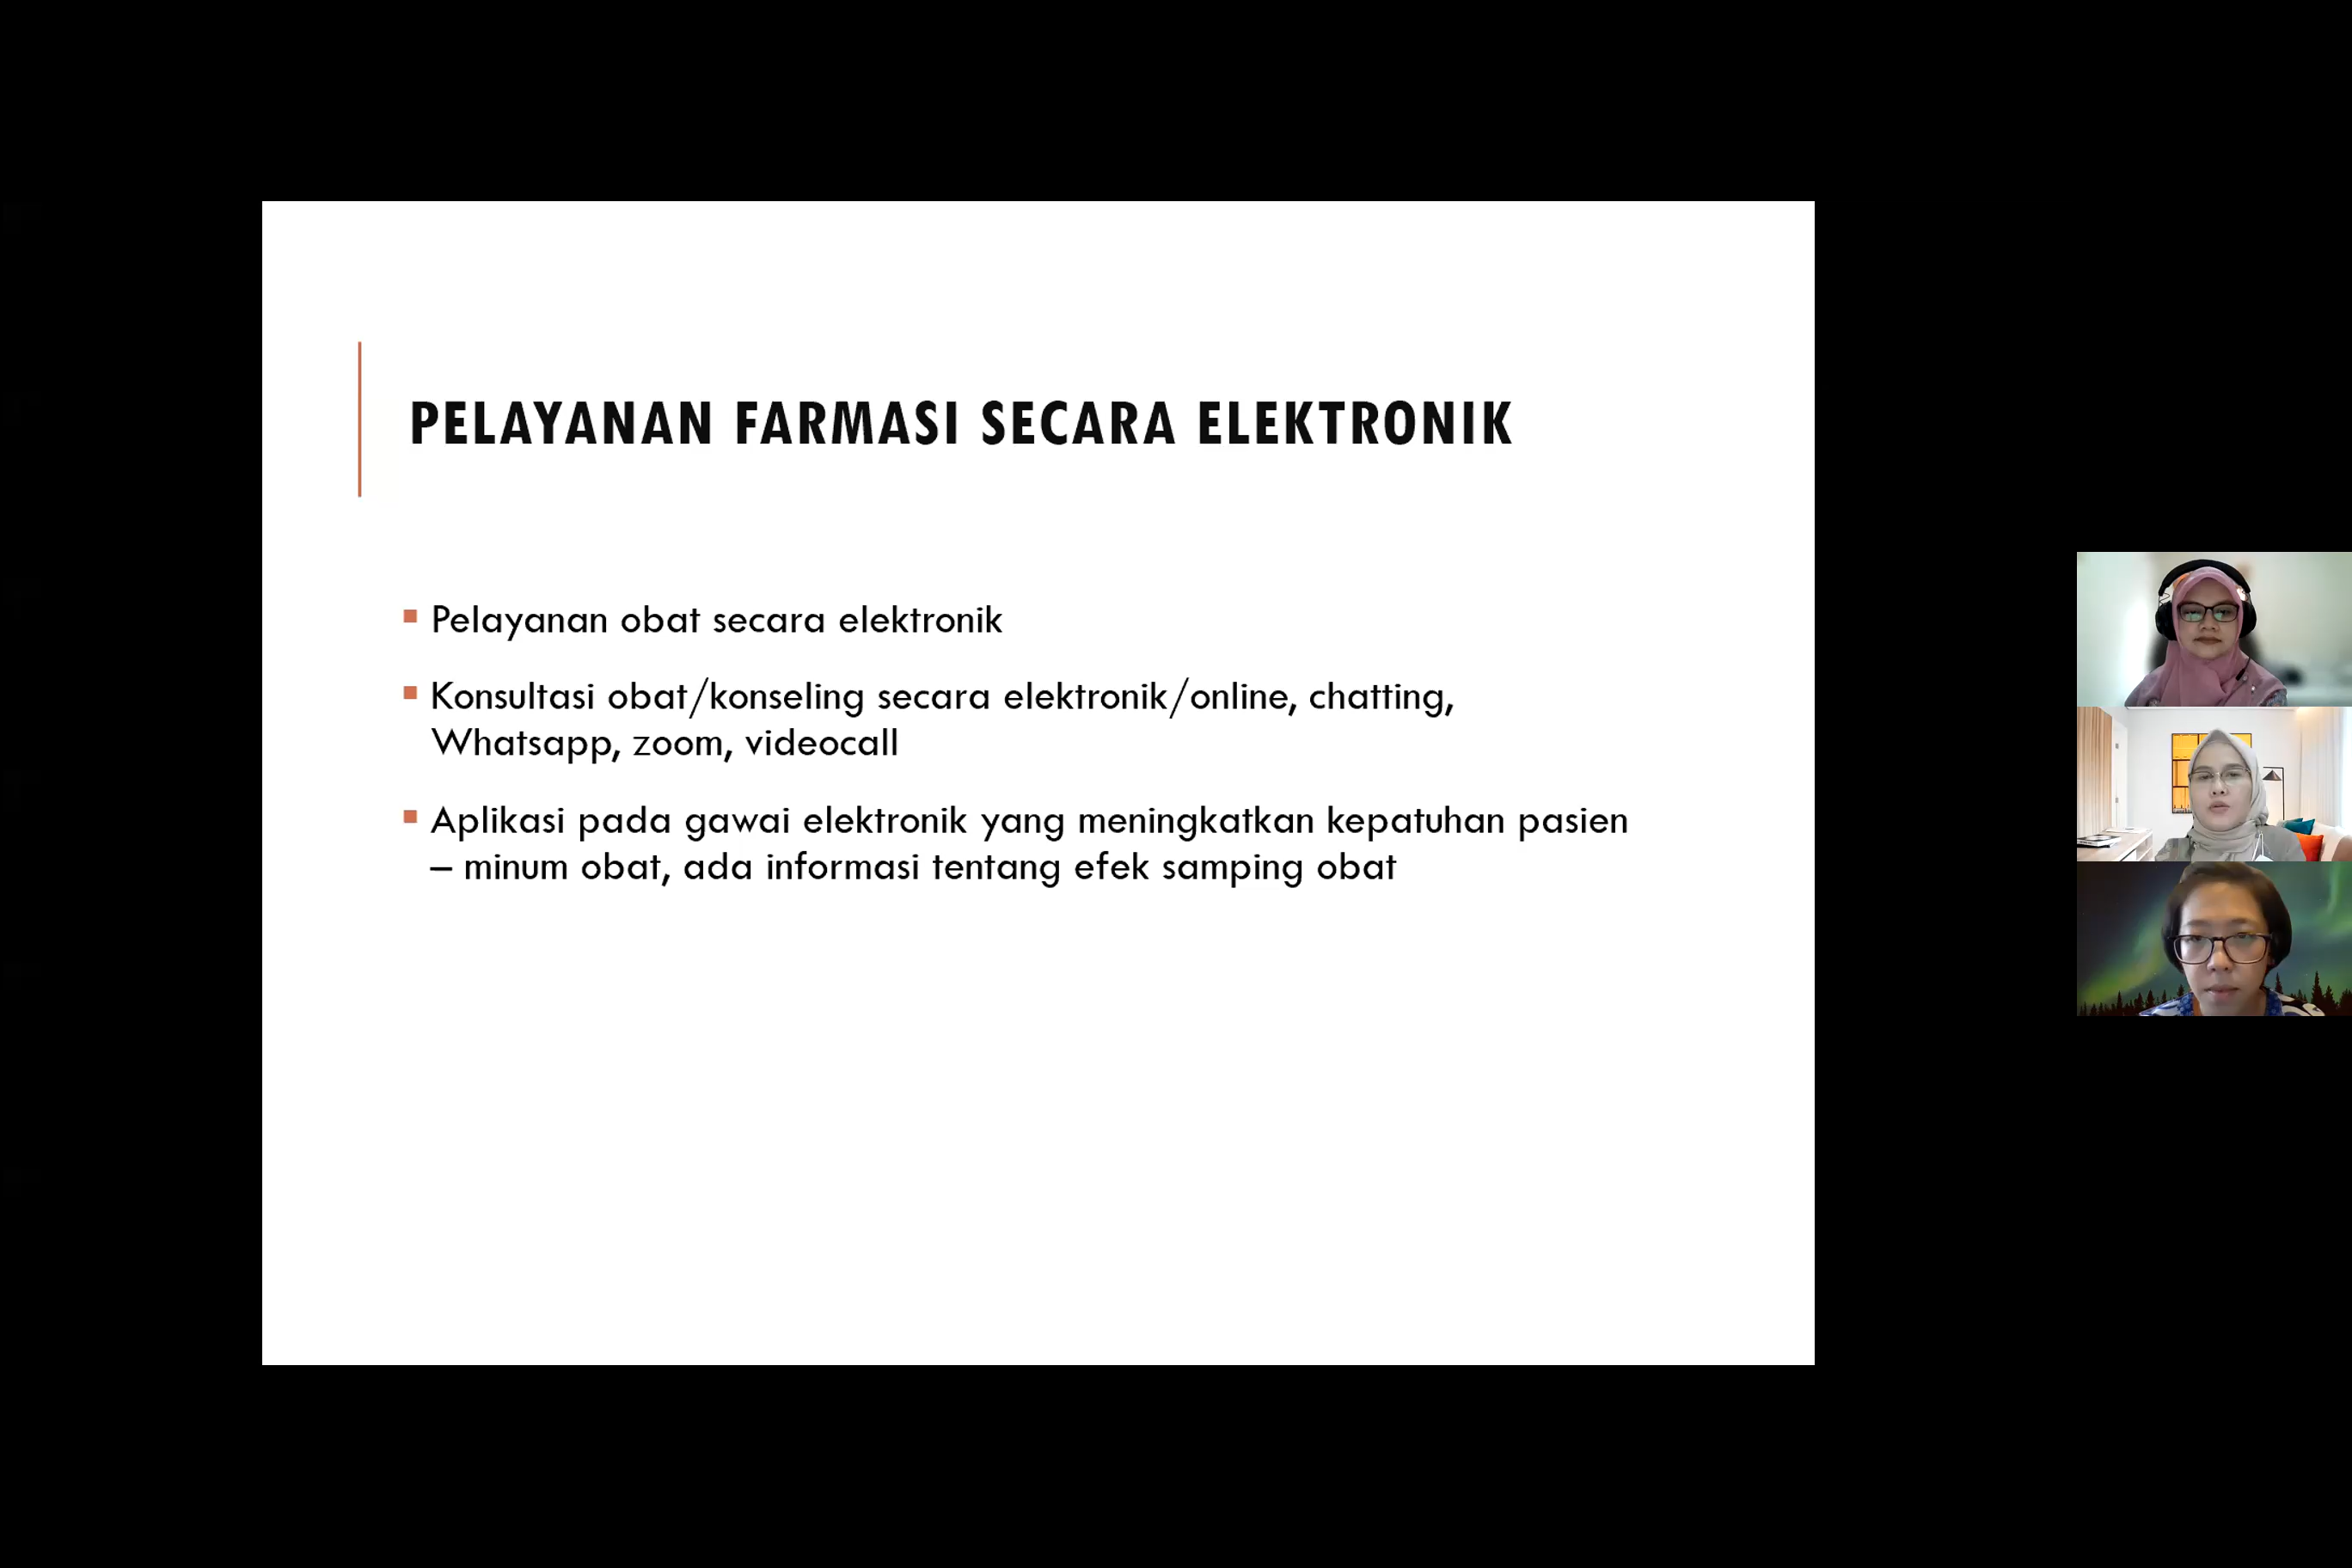 PELAYANAN FARMASI SECARA ELEKTRONIK
Pelayanan obat secara elektronik
Konsultasi obat/konseling secara elektronik/online, chatting,
Whatsapp, zoom, videocall
Aplikasi pada gawai elektronik yang meningkatkan kepatuhan pasien
– minum obat, ada informasi tentang efek samping obat